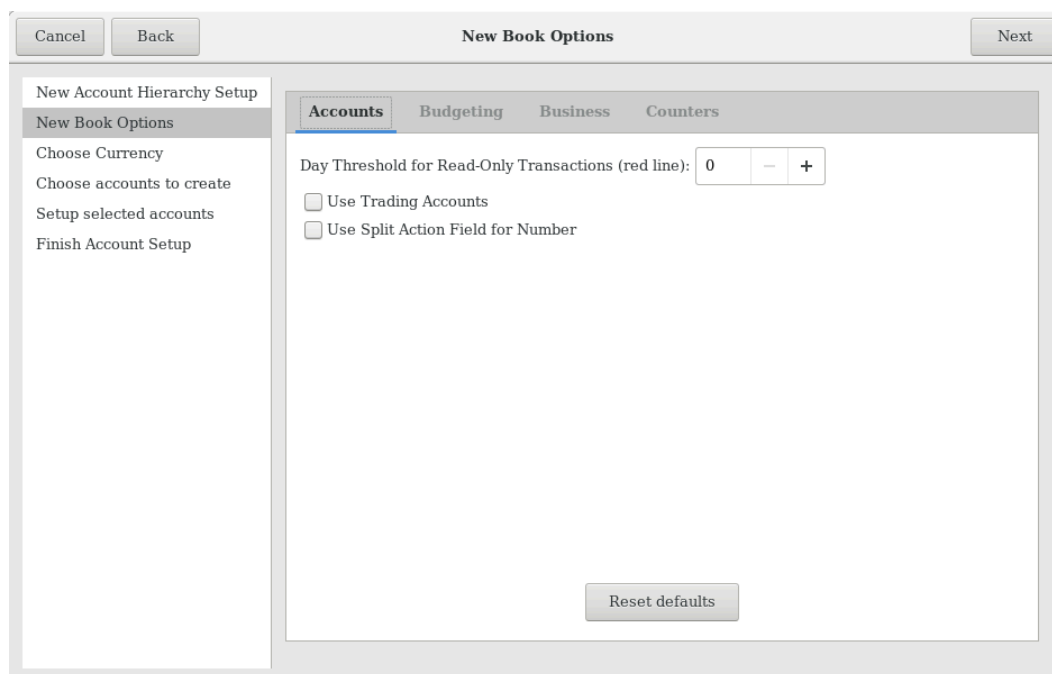 Cancel Back New Book Options Next
New Account Hierarchy Setup
New Book Options
Choose Currency
Choose accounts to create
Setup selected accounts
Finish Account Setup
Accounts Budgeting Business Counters
Day Threshold for Read-Only Transactions (red line): 0 − +
Use Trading Accounts
Use Split Action Field for Number
Reset defaults